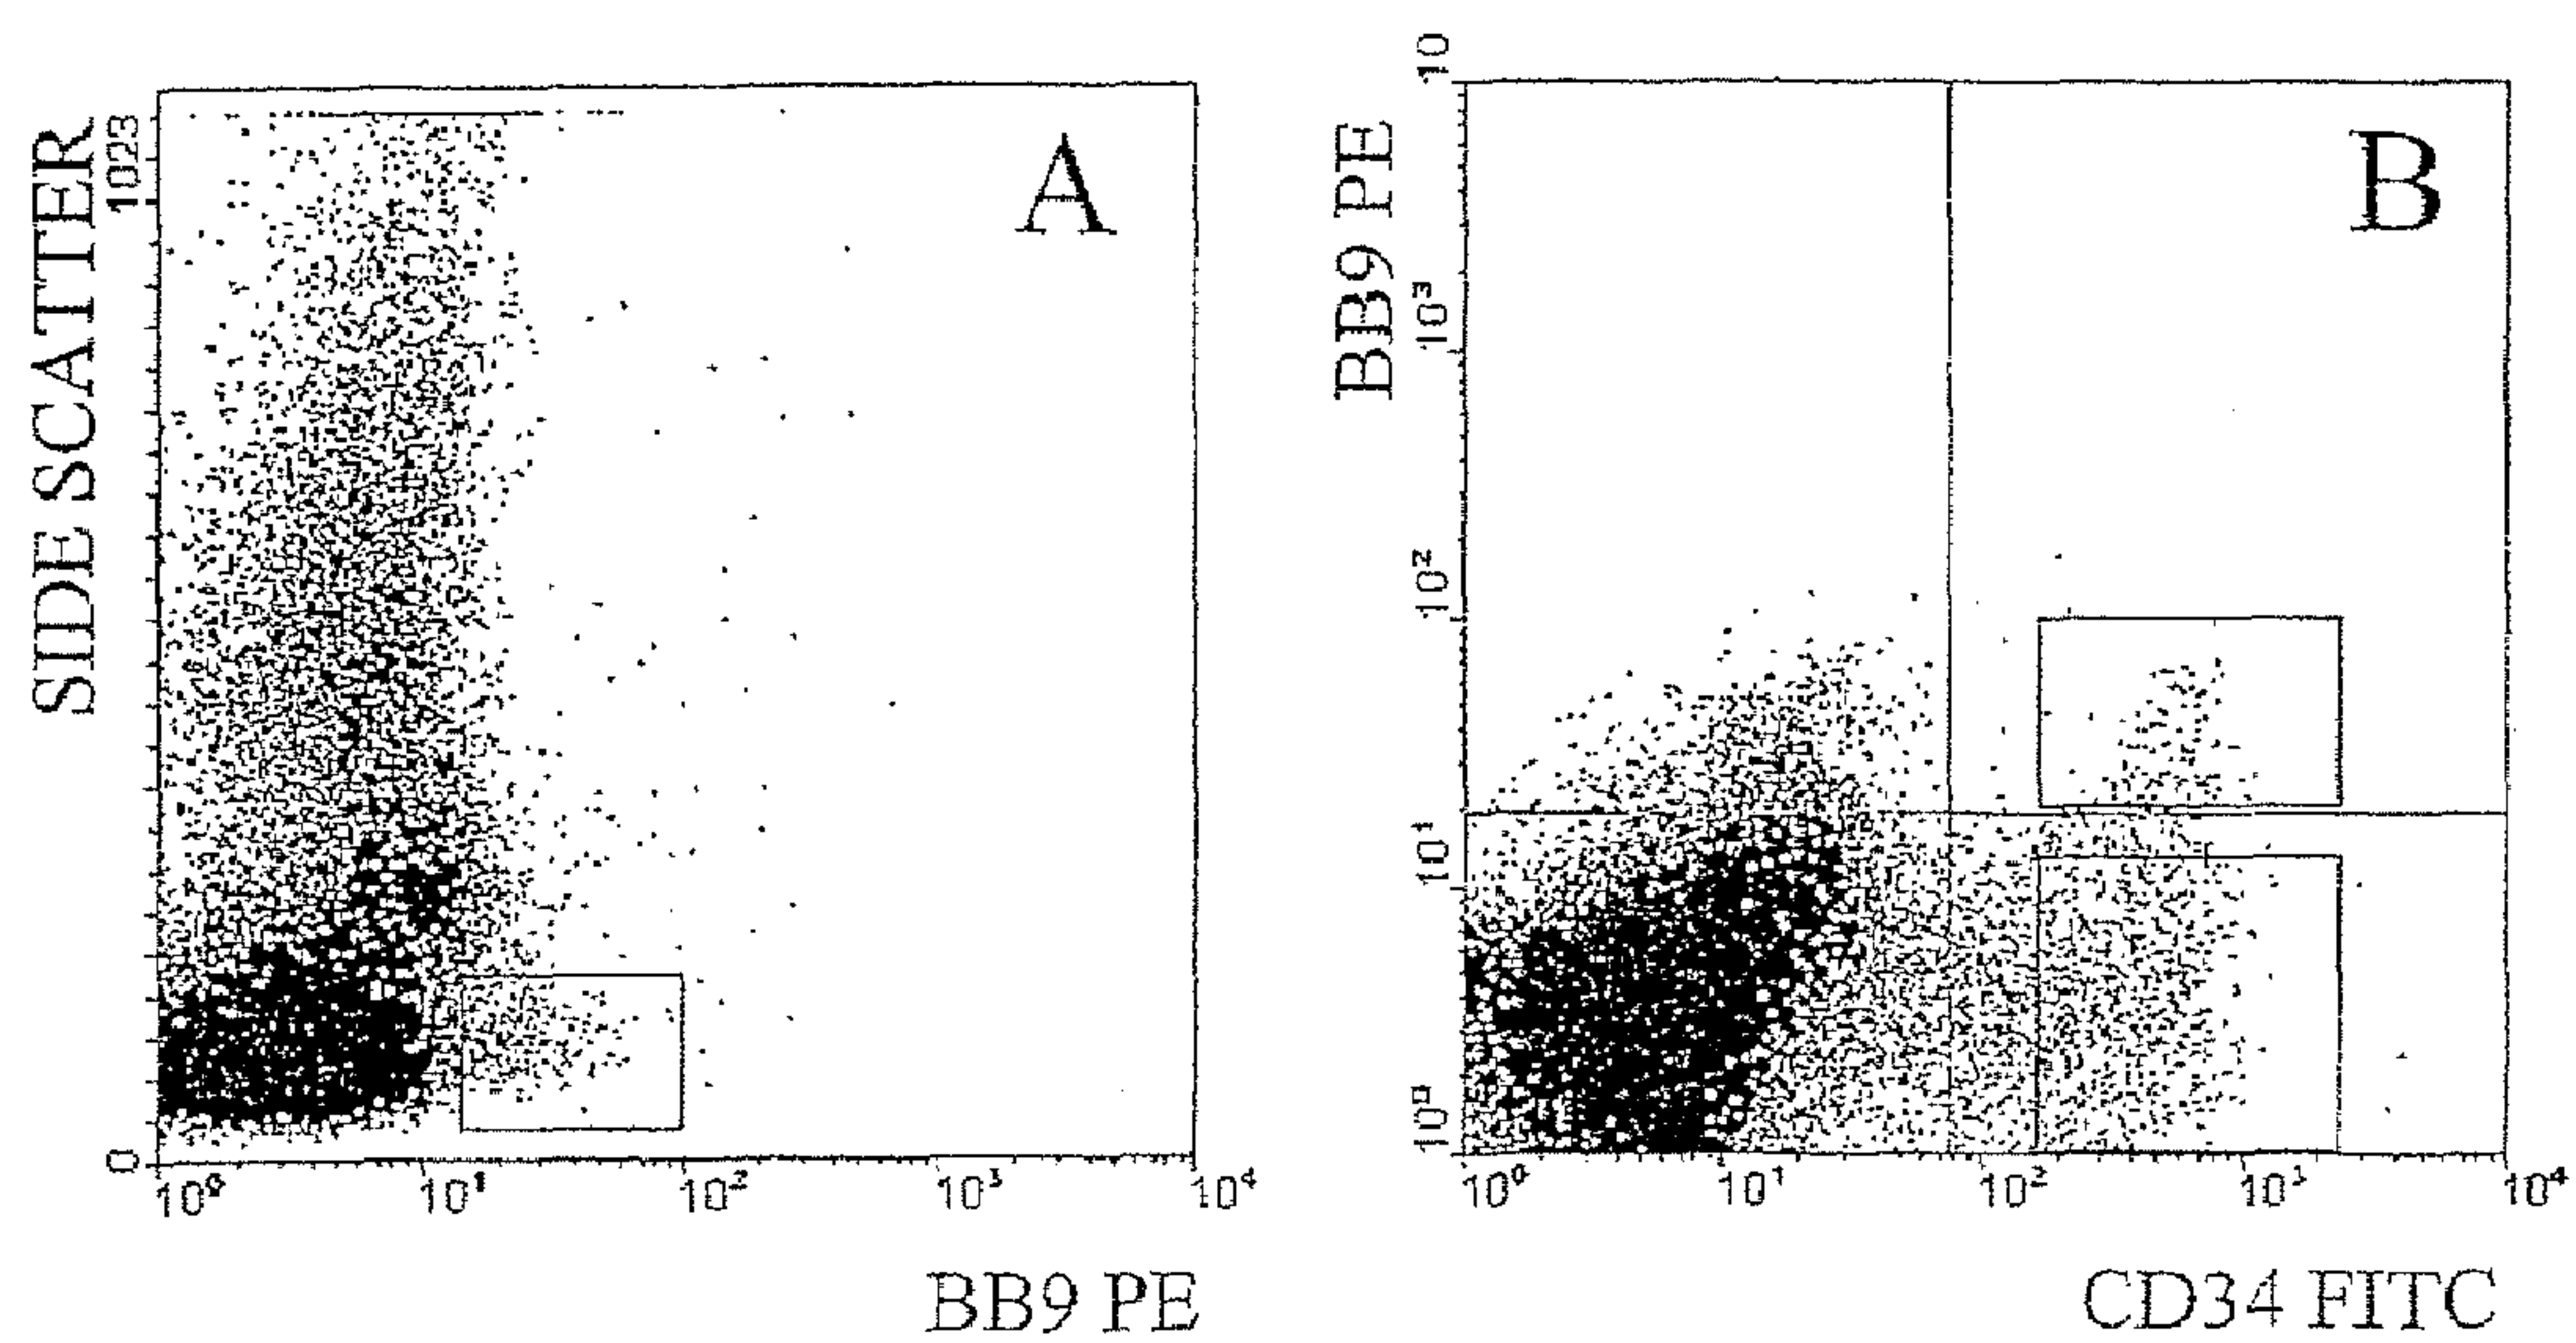 A
SIDE SCATTER
1023
0
10⁰ 10¹ 10² 10³ 10⁴
BB9 PE
B
BB9 PE
10
10³
10²
10¹
10⁰
10⁰ 10¹ 10² 10³ 10⁴
CD34 FITC